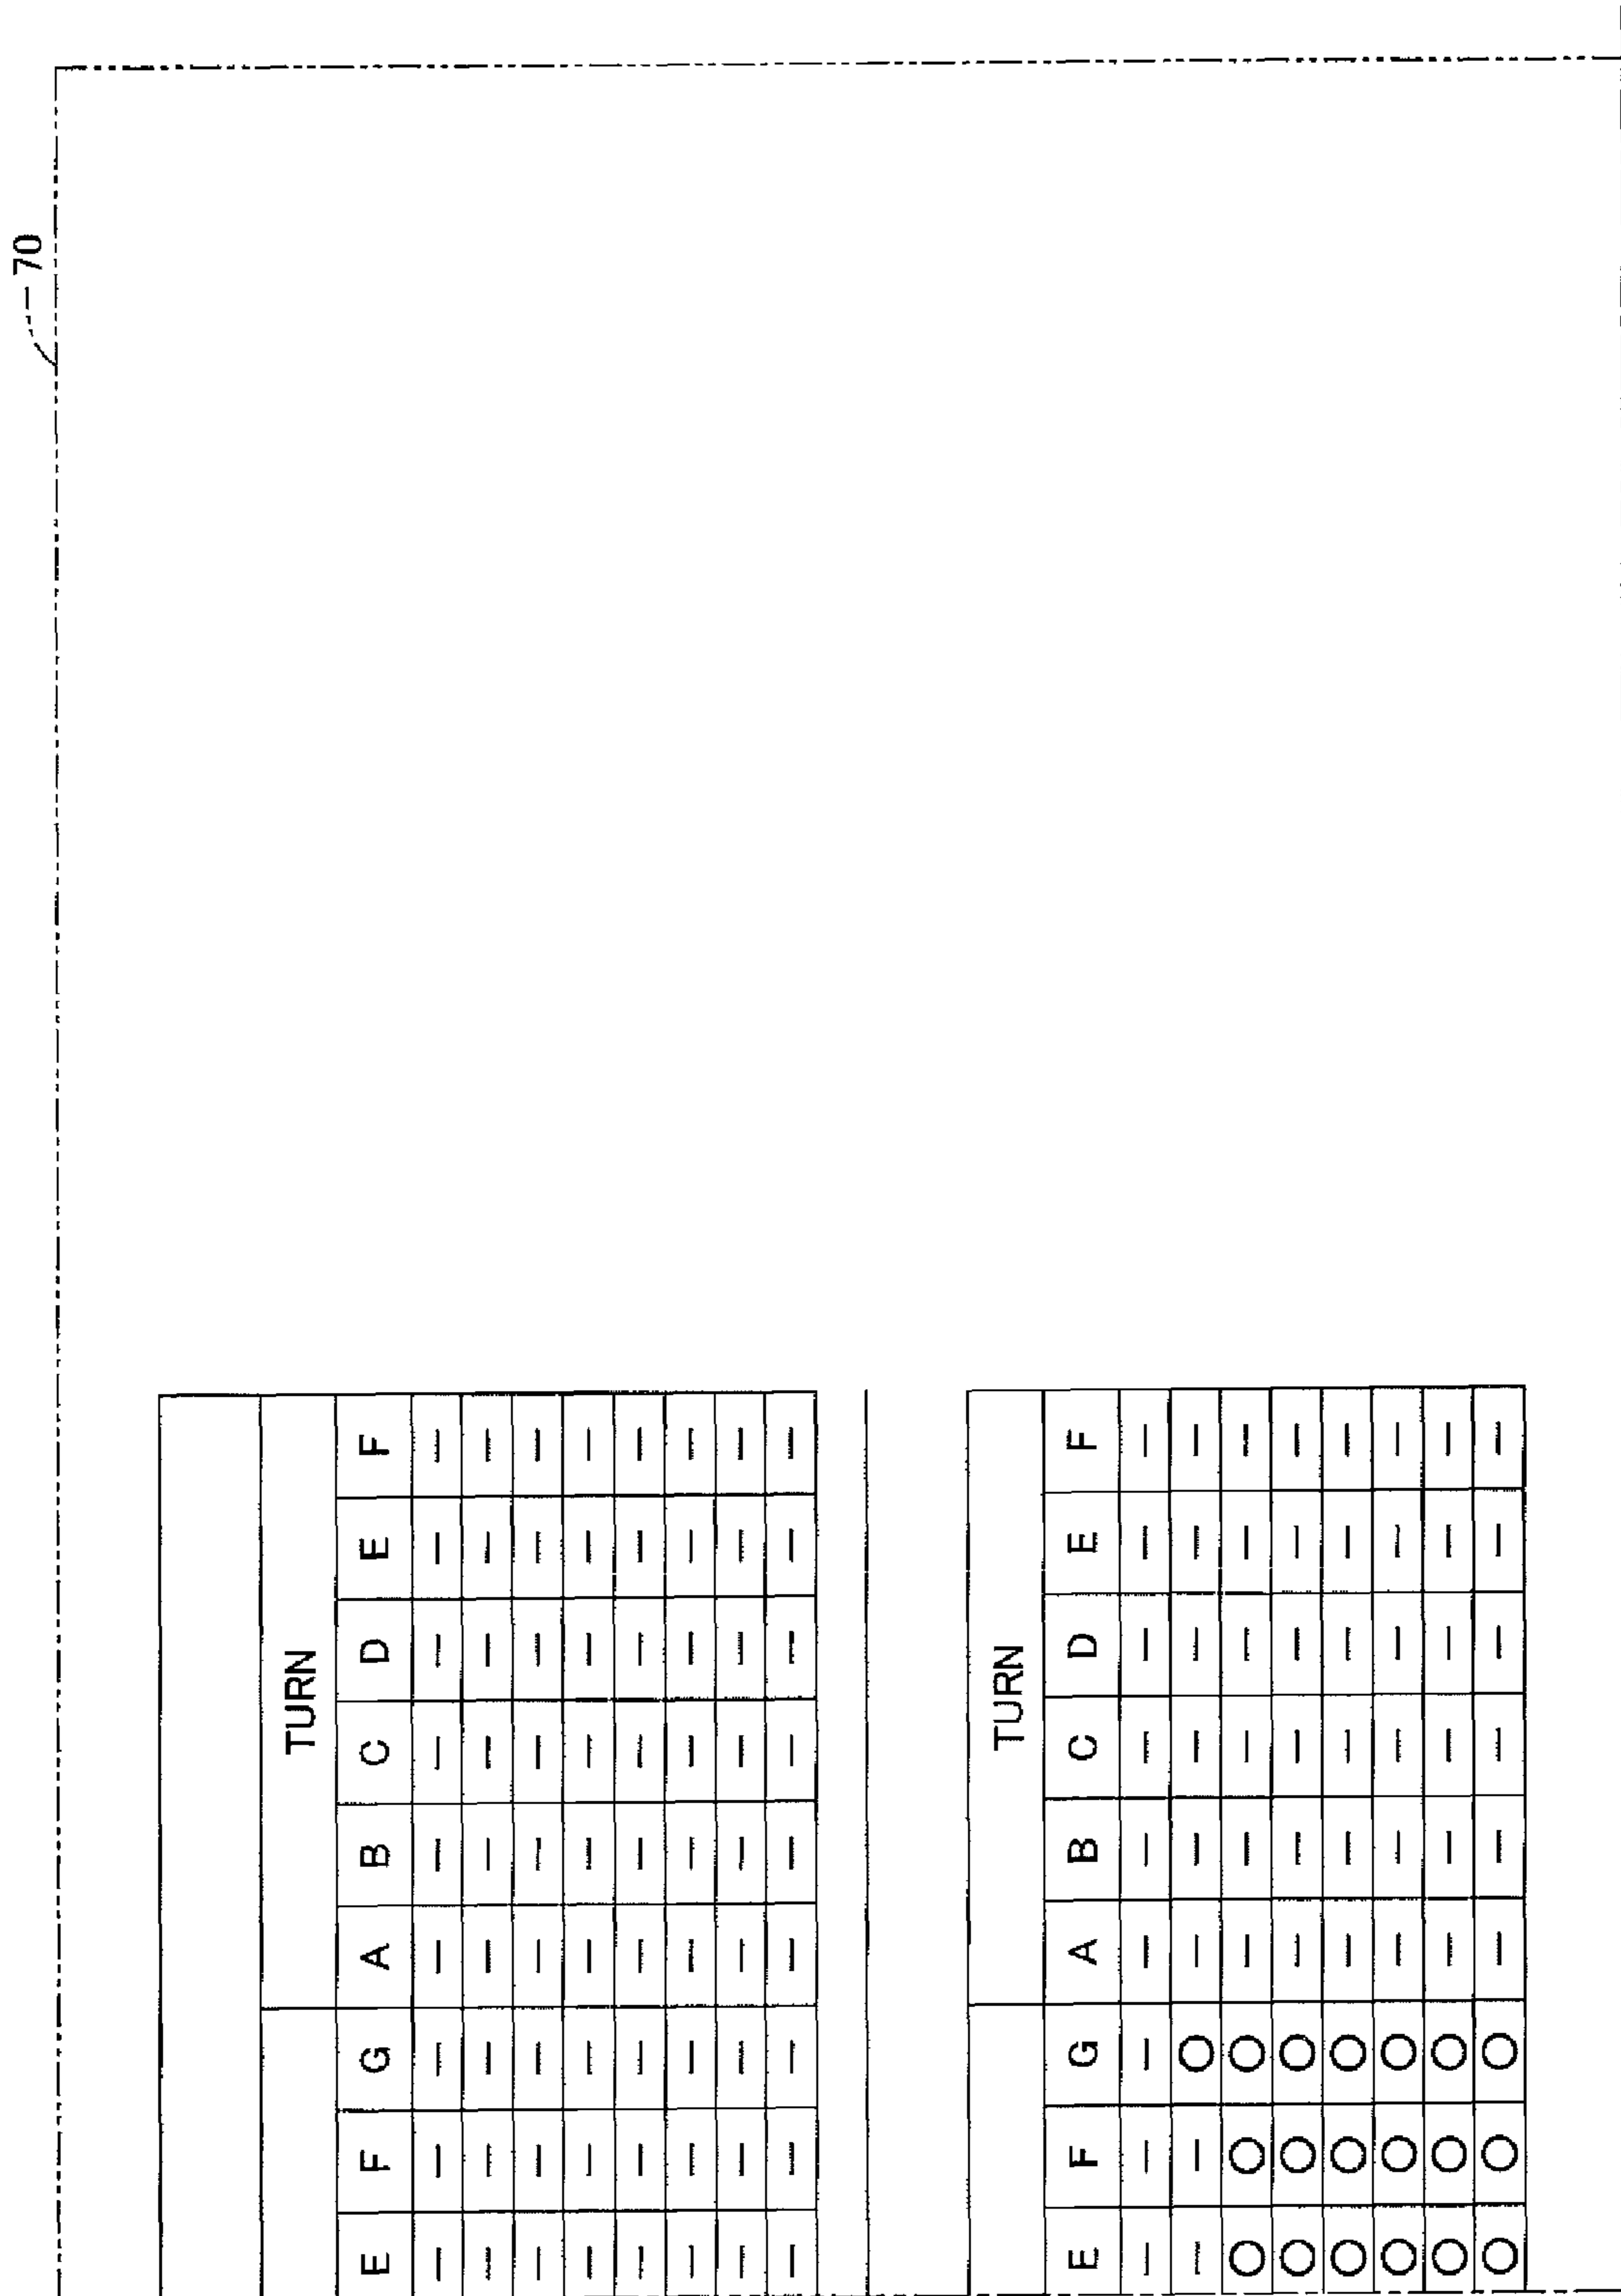 70
TURN
E F G A B C D E F
— — — — — — — — —
— — — — — — — — —
— — — — — — — — —
— — — — — — — — —
— — — — — — — — —
— — — — — — — — —
— — — — — — — — —
— — — — — — — — —
TURN
E F G A B C D E F
— — — — — — — — —
— — ○ — — — — — —
○ ○ ○ — — — — — —
○ ○ ○ — — — — — —
○ ○ ○ — — — — — —
○ ○ ○ — — — — — —
○ ○ ○ — — — — — —
○ ○ ○ — — — — — —